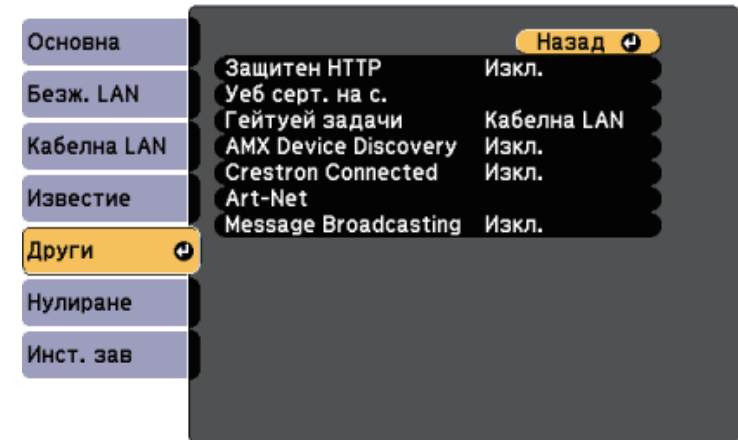 Основна
Безж. LAN
Кабелна LAN
Известие
Други
Нулиране
Инст. зав
Назад
Защитен HTTP Изкл.
Уеб серт. на с.
Гейтуей задачи Кабелна LAN
AMX Device Discovery Изкл.
Crestron Connected Изкл.
Art-Net
Message Broadcasting Изкл.